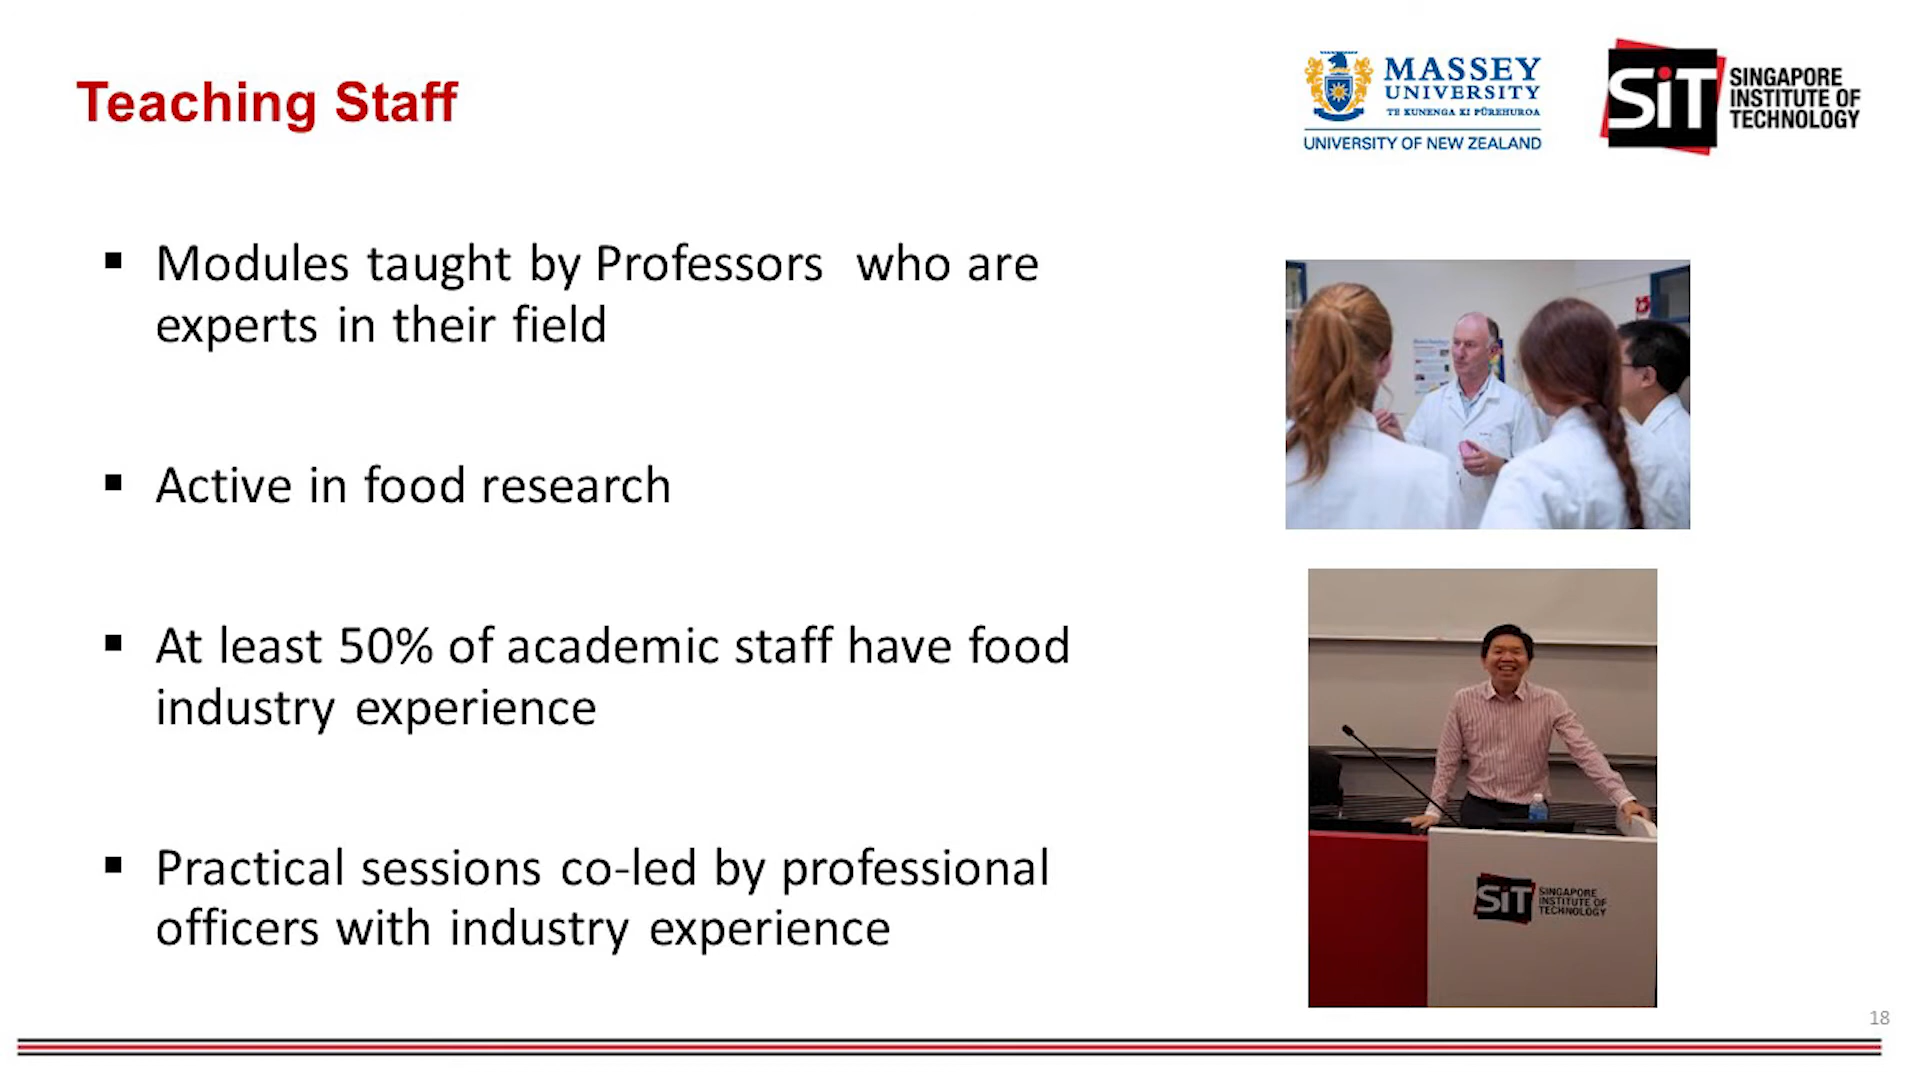 Teaching Staff
MASSEY
UNIVERSITY
TE KUNENGA KI PŪREHUROA
UNIVERSITY OF NEW ZEALAND
SiT
SINGAPORE
INSTITUTE OF
TECHNOLOGY
▪ Modules taught by Professors  who are
experts in their field
▪ Active in food research
▪ At least 50% of academic staff have food
industry experience
▪ Practical sessions co-led by professional
officers with industry experience
SiT
SINGAPORE
INSTITUTE OF
TECHNOLOGY
18